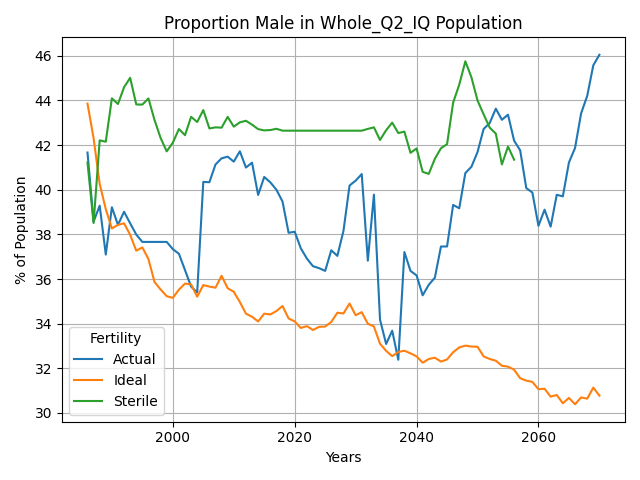 Proportion Male in Whole_Q2_IQ Population
% of Population
46
44
42
40
38
36
34
32
30
Fertility
Actual
Ideal
Sterile
2000
2020
2040
2060
Years